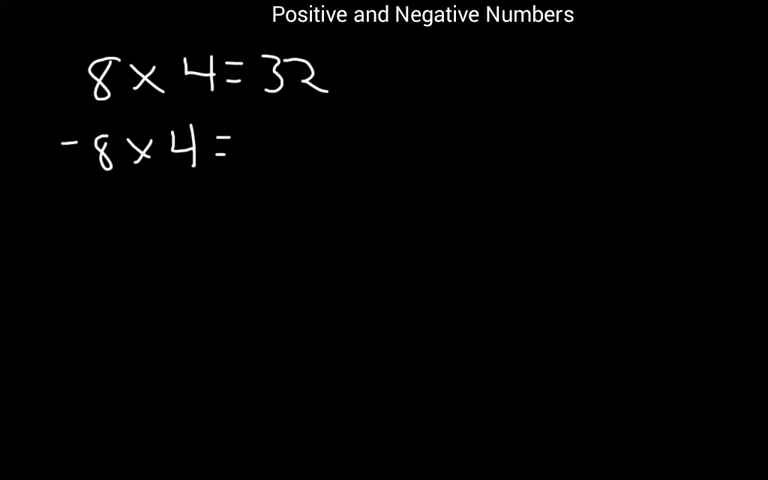 Positive and Negative Numbers
8 × 4 = 32
-8 × 4 =